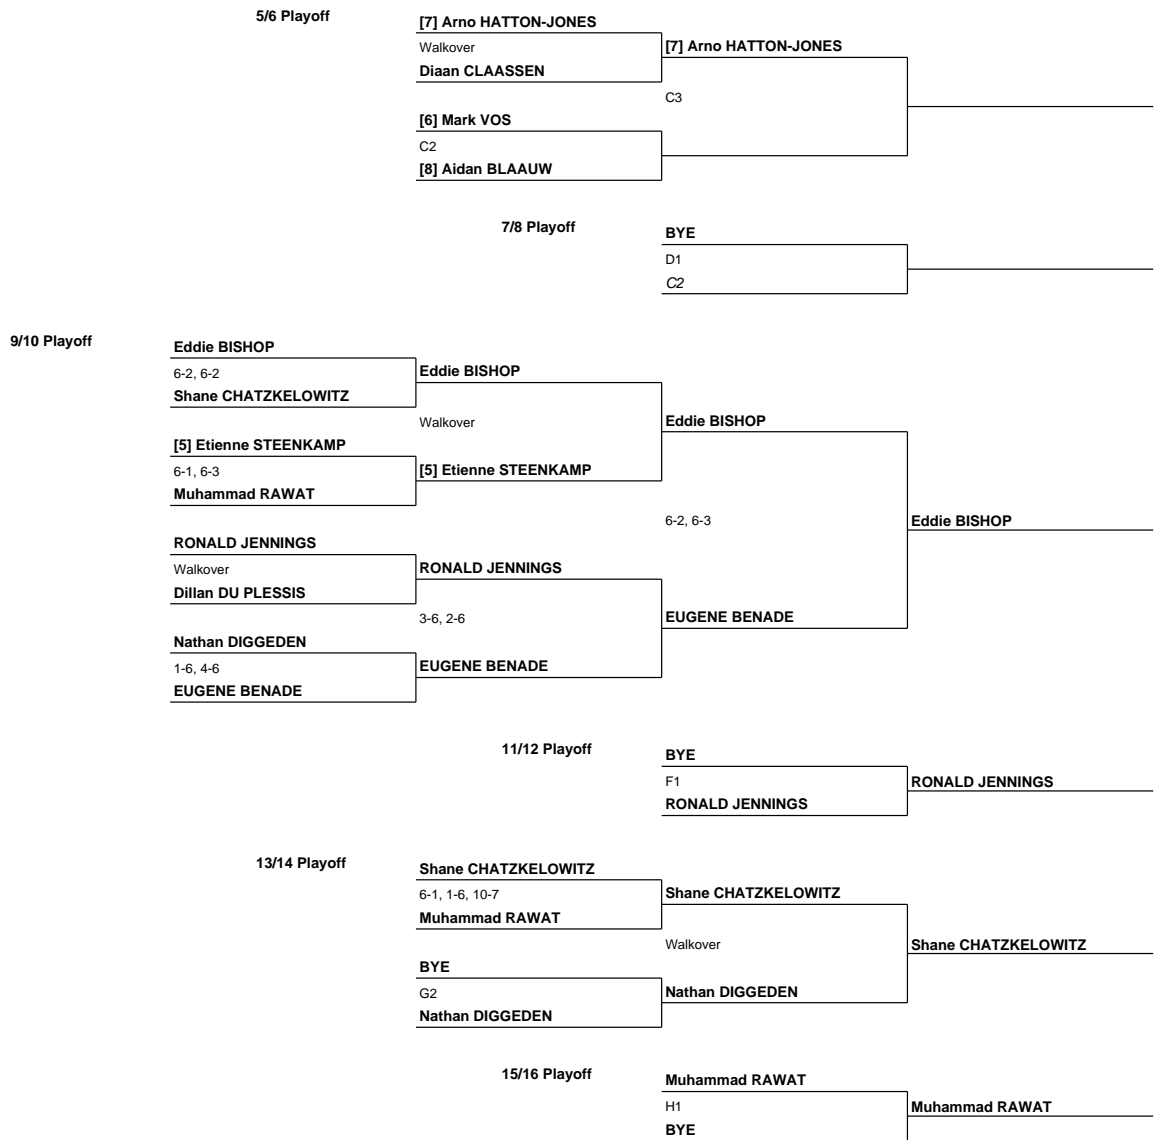 5/6 Playoff
[7] Arno HATTON-JONES
Walkover
[7] Arno HATTON-JONES
Diaan CLAASSEN
C3
[6] Mark VOS
C2
[8] Aidan BLAAUW
7/8 Playoff
BYE
D1
C2
9/10 Playoff
Eddie BISHOP
6-2, 6-2
Eddie BISHOP
Shane CHATZKELOWITZ
Walkover
Eddie BISHOP
[5] Etienne STEENKAMP
6-1, 6-3
[5] Etienne STEENKAMP
Muhammad RAWAT
6-2, 6-3
Eddie BISHOP
RONALD JENNINGS
Walkover
RONALD JENNINGS
Dillan DU PLESSIS
3-6, 2-6
EUGENE BENADE
Nathan DIGGEDEN
1-6, 4-6
EUGENE BENADE
EUGENE BENADE
11/12 Playoff
BYE
F1
RONALD JENNINGS
RONALD JENNINGS
13/14 Playoff
Shane CHATZKELOWITZ
6-1, 1-6, 10-7
Shane CHATZKELOWITZ
Muhammad RAWAT
Walkover
Shane CHATZKELOWITZ
BYE
G2
Nathan DIGGEDEN
Nathan DIGGEDEN
15/16 Playoff
Muhammad RAWAT
H1
Muhammad RAWAT
BYE